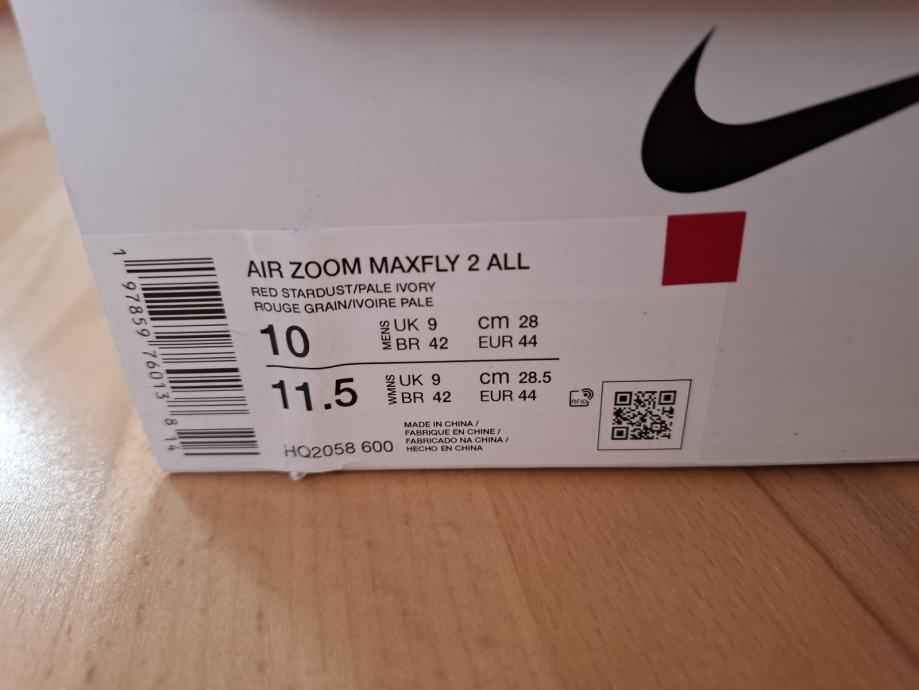 AIR ZOOM MAXFLY 2 ALL
RED STARDUST/PALE IVORY
ROUGE GRAIN/IVOIRE PALE
10 MENS UK 9 cm 28
BR 42 EUR 44
11.5 WMNS UK 9 cm 28.5
BR 42 EUR 44
RFID
HQ2058 600
MADE IN CHINA /
FABRIQUE EN CHINE /
FABRICADO NA CHINA /
HECHO EN CHINA
1 97859 76013 814